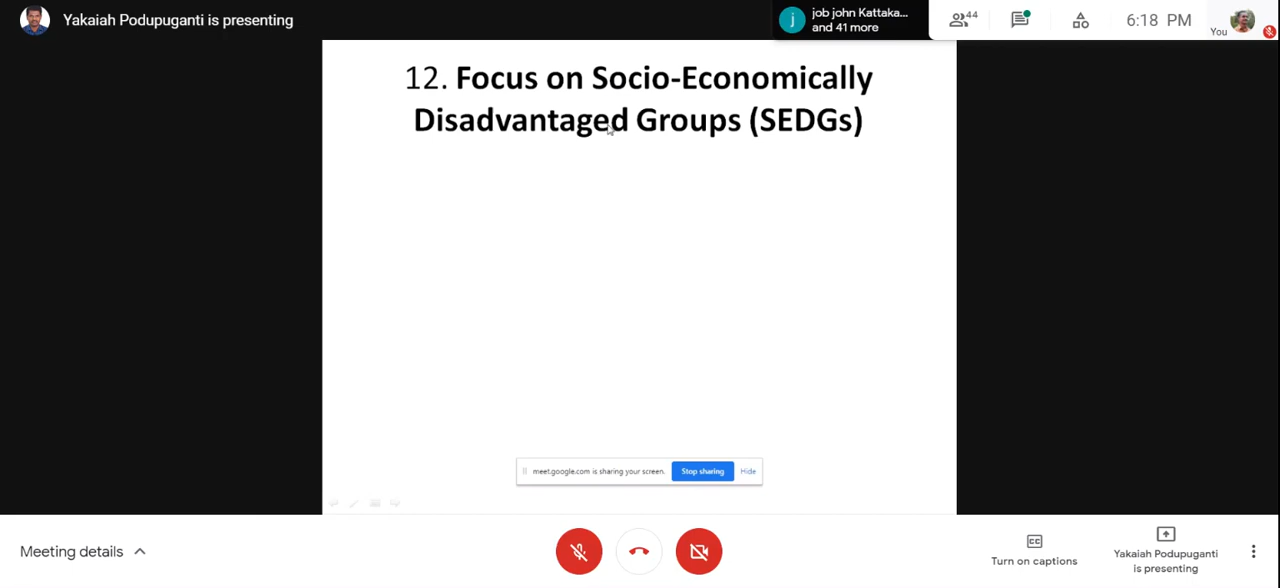 Yakaiah Podupuganti is presenting
j
job john Kattaka...
and 41 more
44
6:18 PM
You
12. Focus on Socio-Economically
Disadvantaged Groups (SEDGs)
meet.google.com is sharing your screen. Stop sharing Hide
Meeting details
CC
Turn on captions
Yakaiah Podupuganti
is presenting